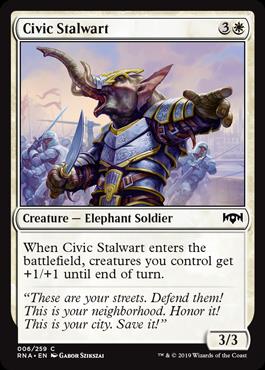 Civic Stalwart 3
Creature — Elephant Soldier
When Civic Stalwart enters the
battlefield, creatures you control get
+1/+1 until end of turn.
“These are your streets. Defend them!
This is your neighborhood. Honor it!
This is your city. Save it!”
3/3
006/259 C
RNA • EN Gabor Szikszai
™ & © 2019 Wizards of the Coast